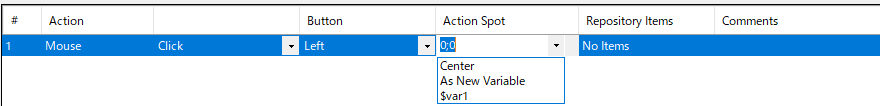 # Action Button Action Spot Repository Items Comments
1 Mouse Click Left 0;0 No Items
Center
As New Variable
$var1